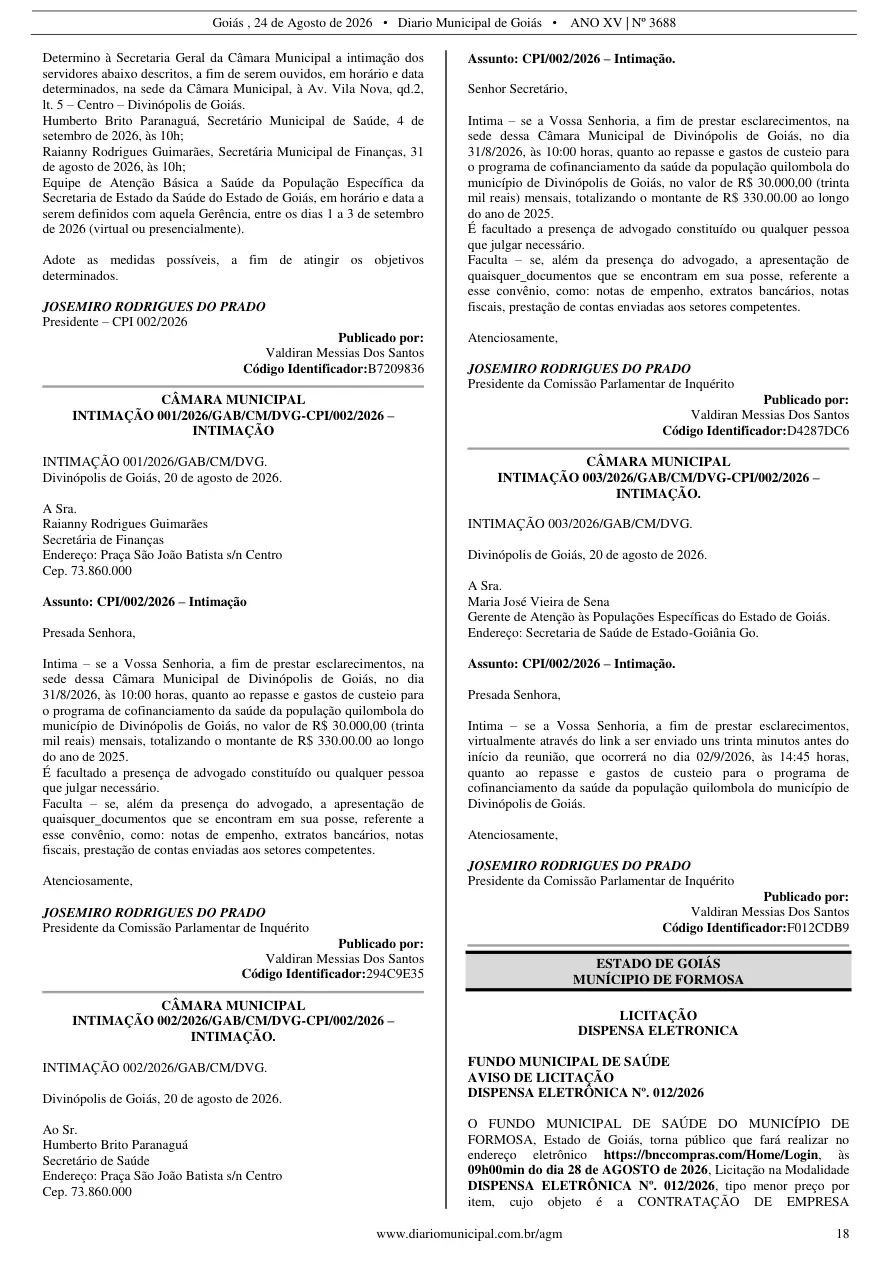 Goiás , 24 de Agosto de 2026 • Diario Municipal de Goiás • ANO XV | Nº 3688
Determino à Secretaria Geral da Câmara Municipal a intimação dos
servidores abaixo descritos, a fim de serem ouvidos, em horário e data
determinados, na sede da Câmara Municipal, à Av. Vila Nova, qd.2,
lt. 5 – Centro – Divinópolis de Goiás.
Humberto Brito Paranaguá, Secretário Municipal de Saúde, 4 de
setembro de 2026, às 10h;
Raianny Rodrigues Guimarães, Secretária Municipal de Finanças, 31
de agosto de 2026, às 10h;
Equipe de Atenção Básica a Saúde da População Específica da
Secretaria de Estado da Saúde do Estado de Goiás, em horário e data a
serem definidos com aquela Gerência, entre os dias 1 a 3 de setembro
de 2026 (virtual ou presencialmente).
Adote as medidas possíveis, a fim de atingir os objetivos
determinados.
JOSEMIRO RODRIGUES DO PRADO
Presidente – CPI 002/2026
Publicado por:
Valdiran Messias Dos Santos
Código Identificador:B7209836
CÂMARA MUNICIPAL
INTIMAÇÃO 001/2026/GAB/CM/DVG-CPI/002/2026 –
INTIMAÇÃO
INTIMAÇÃO 001/2026/GAB/CM/DVG.
Divinópolis de Goiás, 20 de agosto de 2026.
A Sra.
Raianny Rodrigues Guimarães
Secretária de Finanças
Endereço: Praça São João Batista s/n Centro
Cep. 73.860.000
Assunto: CPI/002/2026 – Intimação
Presada Senhora,
Intima – se a Vossa Senhoria, a fim de prestar esclarecimentos, na
sede dessa Câmara Municipal de Divinópolis de Goiás, no dia
31/8/2026, às 10:00 horas, quanto ao repasse e gastos de custeio para
o programa de cofinanciamento da saúde da população quilombola do
município de Divinópolis de Goiás, no valor de R$ 30.000,00 (trinta
mil reais) mensais, totalizando o montante de R$ 330.00.00 ao longo
do ano de 2025.
É facultado a presença de advogado constituído ou qualquer pessoa
que julgar necessário.
Faculta – se, além da presença do advogado, a apresentação de
quaisquer_documentos que se encontram em sua posse, referente a
esse convênio, como: notas de empenho, extratos bancários, notas
fiscais, prestação de contas enviadas aos setores competentes.
Atenciosamente,
JOSEMIRO RODRIGUES DO PRADO
Presidente da Comissão Parlamentar de Inquérito
Publicado por:
Valdiran Messias Dos Santos
Código Identificador:294C9E35
CÂMARA MUNICIPAL
INTIMAÇÃO 002/2026/GAB/CM/DVG-CPI/002/2026 –
INTIMAÇÃO.
INTIMAÇÃO 002/2026/GAB/CM/DVG.
Divinópolis de Goiás, 20 de agosto de 2026.
Ao Sr.
Humberto Brito Paranaguá
Secretário de Saúde
Endereço: Praça São João Batista s/n Centro
Cep. 73.860.000
Assunto: CPI/002/2026 – Intimação.
Senhor Secretário,
Intima – se a Vossa Senhoria, a fim de prestar esclarecimentos, na
sede dessa Câmara Municipal de Divinópolis de Goiás, no dia
31/8/2026, às 10:00 horas, quanto ao repasse e gastos de custeio para
o programa de cofinanciamento da saúde da população quilombola do
município de Divinópolis de Goiás, no valor de R$ 30.000,00 (trinta
mil reais) mensais, totalizando o montante de R$ 330.00.00 ao longo
do ano de 2025.
É facultado a presença de advogado constituído ou qualquer pessoa
que julgar necessário.
Faculta – se, além da presença do advogado, a apresentação de
quaisquer_documentos que se encontram em sua posse, referente a
esse convênio, como: notas de empenho, extratos bancários, notas
fiscais, prestação de contas enviadas aos setores competentes.
Atenciosamente,
JOSEMIRO RODRIGUES DO PRADO
Presidente da Comissão Parlamentar de Inquérito
Publicado por:
Valdiran Messias Dos Santos
Código Identificador:D4287DC6
CÂMARA MUNICIPAL
INTIMAÇÃO 003/2026/GAB/CM/DVG-CPI/002/2026 –
INTIMAÇÃO.
INTIMAÇÃO 003/2026/GAB/CM/DVG.
Divinópolis de Goiás, 20 de agosto de 2026.
A Sra.
Maria José Vieira de Sena
Gerente de Atenção às Populações Específicas do Estado de Goiás.
Endereço: Secretaria de Saúde de Estado-Goiânia Go.
Assunto: CPI/002/2026 – Intimação.
Presada Senhora,
Intima – se a Vossa Senhoria, a fim de prestar esclarecimentos,
virtualmente através do link a ser enviado uns trinta minutos antes do
início da reunião, que ocorrerá no dia 02/9/2026, às 14:45 horas,
quanto ao repasse e gastos de custeio para o programa de
cofinanciamento da saúde da população quilombola do município de
Divinópolis de Goiás.
Atenciosamente,
JOSEMIRO RODRIGUES DO PRADO
Presidente da Comissão Parlamentar de Inquérito
Publicado por:
Valdiran Messias Dos Santos
Código Identificador:F012CDB9
ESTADO DE GOIÁS
MUNÍCIPIO DE FORMOSA
LICITAÇÃO
DISPENSA ELETRONICA
FUNDO MUNICIPAL DE SAÚDE
AVISO DE LICITAÇÃO
DISPENSA ELETRÔNICA Nº. 012/2026
O FUNDO MUNICIPAL DE SAÚDE DO MUNICÍPIO DE
FORMOSA, Estado de Goiás, torna público que fará realizar no
endereço eletrônico https://bnccompras.com/Home/Login, às
09h00min do dia 28 de AGOSTO de 2026, Licitação na Modalidade
DISPENSA ELETRÔNICA Nº. 012/2026, tipo menor preço por
item, cujo objeto é a CONTRATAÇÃO DE EMPRESA
www.diariomunicipal.com.br/agm
18